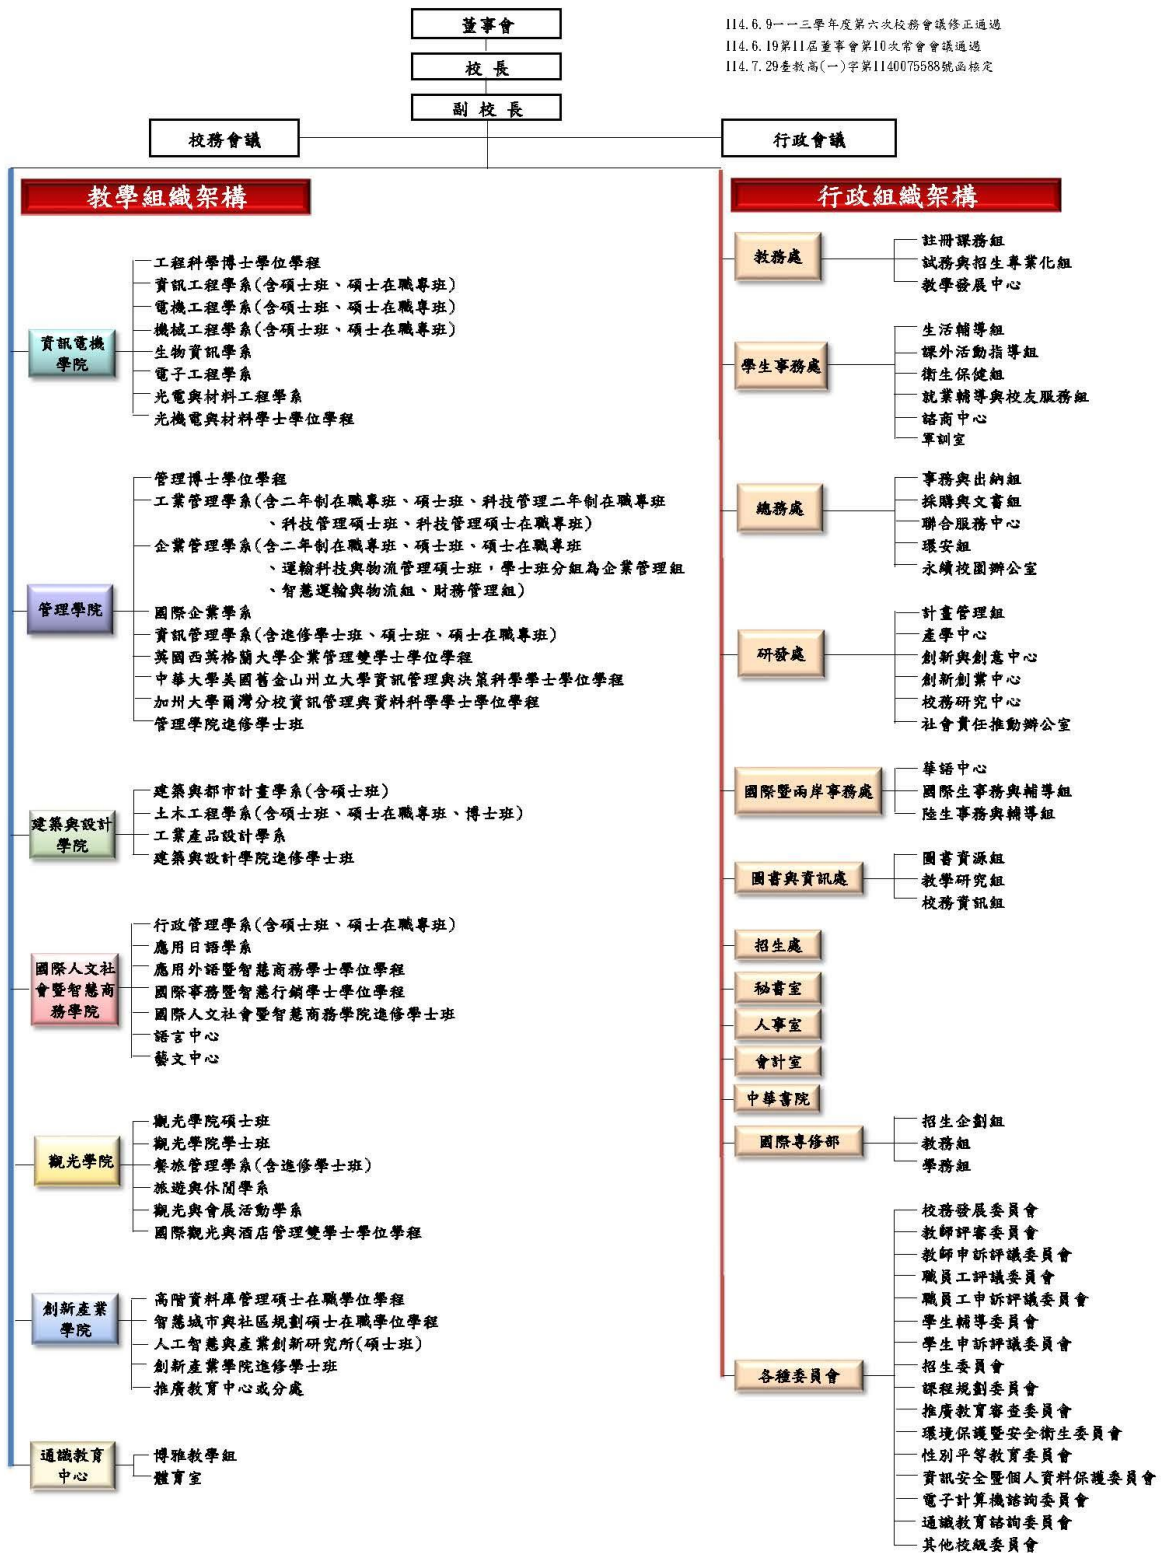 董事會
校 長
副 校 長
114.6.9一一三學年度第六次校務會議修正通過
114.6.19第11屆董事會第10次常會會議通過
114.7.29臺教高(一)字第1140075588號函核定
校務會議
行政會議
教學組織架構
資訊電機
學院
工程科學博士學位學程
資訊工程學系(含碩士班、碩士在職專班)
電機工程學系(含碩士班、碩士在職專班)
機械工程學系(含碩士班、碩士在職專班)
生物資訊學系
電子工程學系
光電與材料工程學系
光機電與材料學士學位學程
管理學院
管理博士學位學程
工業管理學系(含二年制在職專班、碩士班、科技管理二年制在職專班
、科技管理碩士班、科技管理碩士在職專班)
企業管理學系(含二年制在職專班、碩士班、碩士在職專班
、運輸科技與物流管理碩士班，學士班分組為企業管理組
、智慧運輸與物流組、財務管理組)
國際企業學系
資訊管理學系(含進修學士班、碩士班、碩士在職專班)
英國西英格蘭大學企業管理雙學士學位學程
中華大學美國舊金山州立大學資訊管理與決策科學學士學位學程
加州大學爾灣分校資訊管理與資料科學學士學位學程
管理學院進修學士班
建築與設計
學院
建築與都市計畫學系(含碩士班)
土木工程學系(含碩士班、碩士在職專班、博士班)
工業產品設計學系
建築與設計學院進修學士班
國際人文社
會暨智慧商
務學院
行政管理學系(含碩士班、碩士在職專班)
應用日語學系
應用外語暨智慧商務學士學位學程
國際事務暨智慧行銷學士學位學程
國際人文社會暨智慧商務學院進修學士班
語言中心
藝文中心
觀光學院
觀光學院碩士班
觀光學院學士班
餐旅管理學系(含進修學士班)
旅遊與休閒學系
觀光與會展活動學系
國際觀光與酒店管理雙學士學位學程
創新產業
學院
高階資料庫管理碩士在職學位學程
智慧城市與社區規劃碩士在職學位學程
人工智慧與產業創新研究所(碩士班)
創新產業學院進修學士班
推廣教育中心或分處
通識教育
中心
博雅教學組
體育室
行政組織架構
教務處
註冊課務組
試務與招生專業化組
教學發展中心
學生事務處
生活輔導組
課外活動指導組
衛生保健組
就業輔導與校友服務組
諮商中心
軍訓室
總務處
事務與出納組
採購與文書組
聯合服務中心
環安組
永續校園辦公室
研發處
計畫管理組
產學中心
創新與創意中心
創新創業中心
校務研究中心
社會責任推動辦公室
國際暨兩岸事務處
華語中心
國際生事務與輔導組
陸生事務與輔導組
圖書與資訊處
圖書資源組
教學研究組
校務資訊組
招生處
秘書室
人事室
會計室
中華書院
國際專修部
招生企劃組
教務組
學務組
各種委員會
校務發展委員會
教師評審委員會
教師申訴評議委員會
職員工評議委員會
職員工申訴評議委員會
學生輔導委員會
學生申訴評議委員會
招生委員會
課程規劃委員會
推廣教育審查委員會
環境保護暨安全衛生委員會
性別平等教育委員會
資訊安全暨個人資料保護委員會
電子計算機諮詢委員會
通識教育諮詢委員會
其他校級委員會